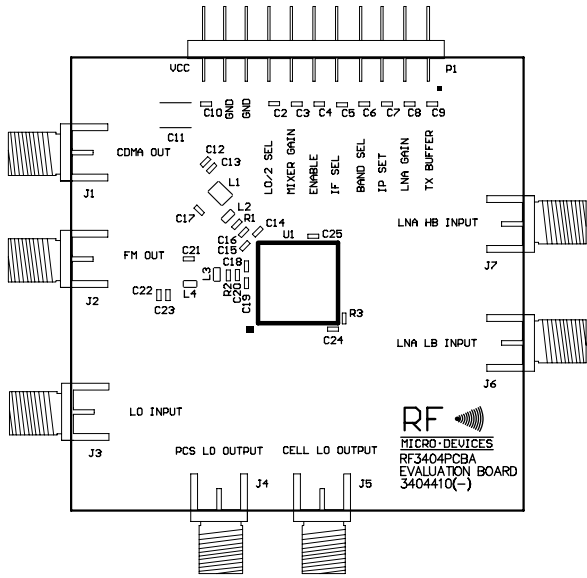 VCC
P1
C10
GND
GND
C2
C3
C4
C5
C6
C7
C8
C9
C11
LO/2 SEL
MIXER GAIN
ENABLE
IF SEL
BAND SEL
IP SET
LNA GAIN
TX BUFFER
CDMA OUT
C12
C13
J1
L1
C17
L2
R1
C14
C16
C15
U1
C25
LNA HB INPUT
J7
FM OUT
C21
C18
J2
L3
R2
C20
C19
C22
C23
L4
R3
C24
LNA LB INPUT
J6
LO INPUT
J3
RF
MICRO·DEVICES
RF3404PCBA
EVALUATION BOARD
3404410(-)
PCS LO OUTPUT
CELL LO OUTPUT
J4
J5